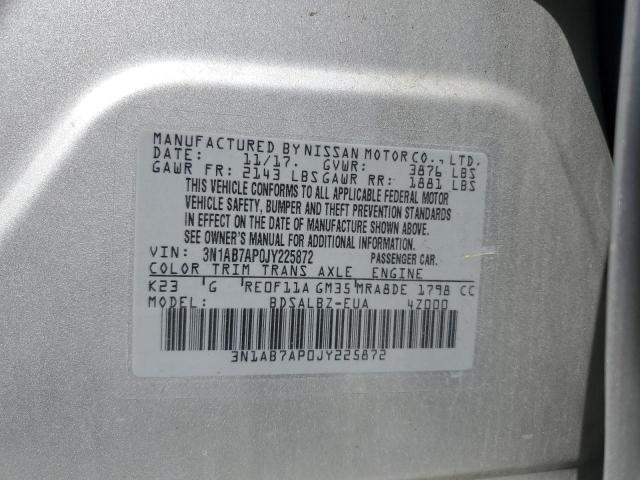 MANUFACTURED BY NISSAN MOTOR CO., LTD.
DATE: 11/17. GVWR: 3876 LBS
GAWR FR: 2143 LBS GAWR RR: 1881 LBS
THIS VEHICLE CONFORMS TO ALL APPLICABLE FEDERAL MOTOR
VEHICLE SAFETY, BUMPER AND THEFT PREVENTION STANDARDS
IN EFFECT ON THE DATE OF MANUFACTURE SHOWN ABOVE.
SEE OWNER'S MANUAL FOR ADDITIONAL INFORMATION.
VIN: 3N1AB7AP0JY225872 PASSENGER CAR.
COLOR TRIM TRANS AXLE ENGINE
K23 G RE0F11A GM35 MRA8DE 1798 CC
MODEL: BDSALBZ-EUA 4Z000
3N1AB7AP0JY225872